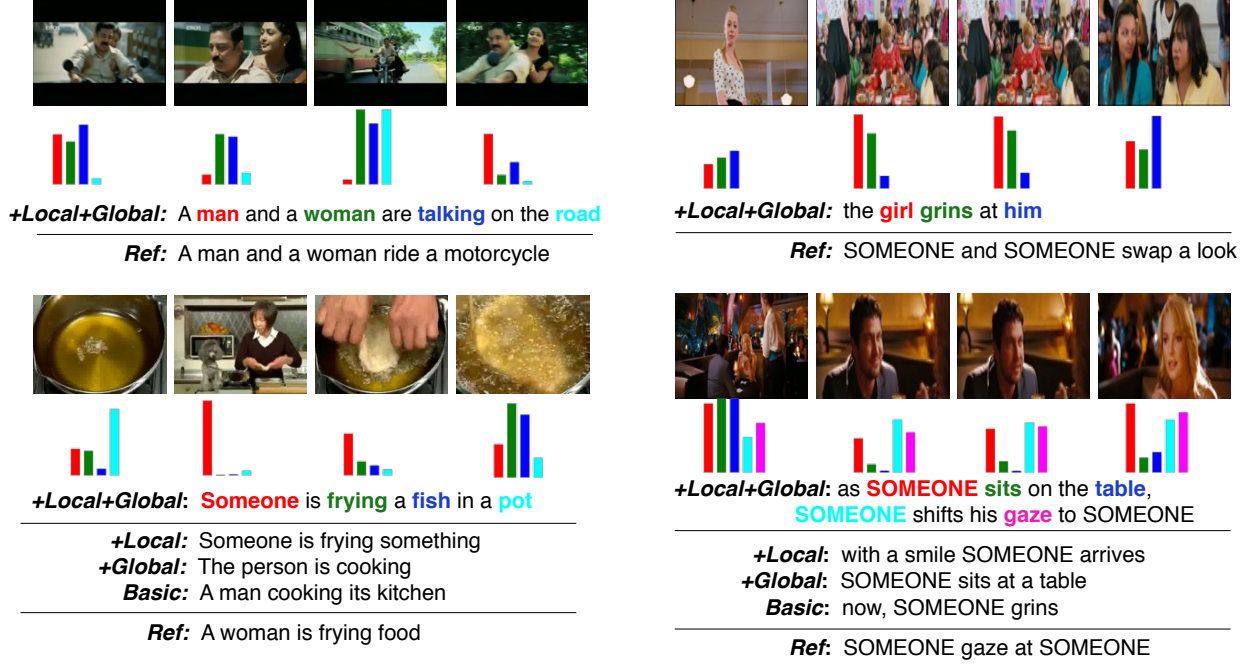 +Local+Global: A man and a woman are talking on the road
Ref: A man and a woman ride a motorcycle
+Local+Global: the girl grins at him
Ref: SOMEONE and SOMEONE swap a look
+Local+Global: Someone is frying a fish in a pot
+Local: Someone is frying something
+Global: The person is cooking
Basic: A man cooking its kitchen
Ref: A woman is frying food
+Local+Global: as SOMEONE sits on the table,
SOMEONE shifts his gaze to SOMEONE
+Local: with a smile SOMEONE arrives
+Global: SOMEONE sits at a table
Basic: now, SOMEONE grins
Ref: SOMEONE gaze at SOMEONE